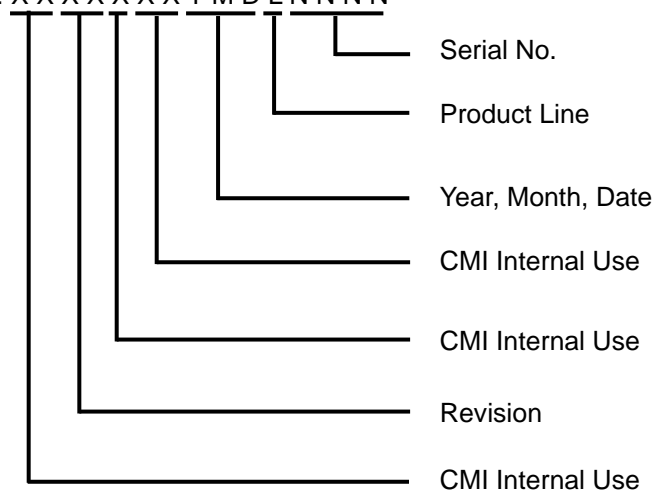 X X X X X X X Y M D L N N N N
Serial No.
Product Line
Year, Month, Date
CMI Internal Use
CMI Internal Use
Revision
CMI Internal Use